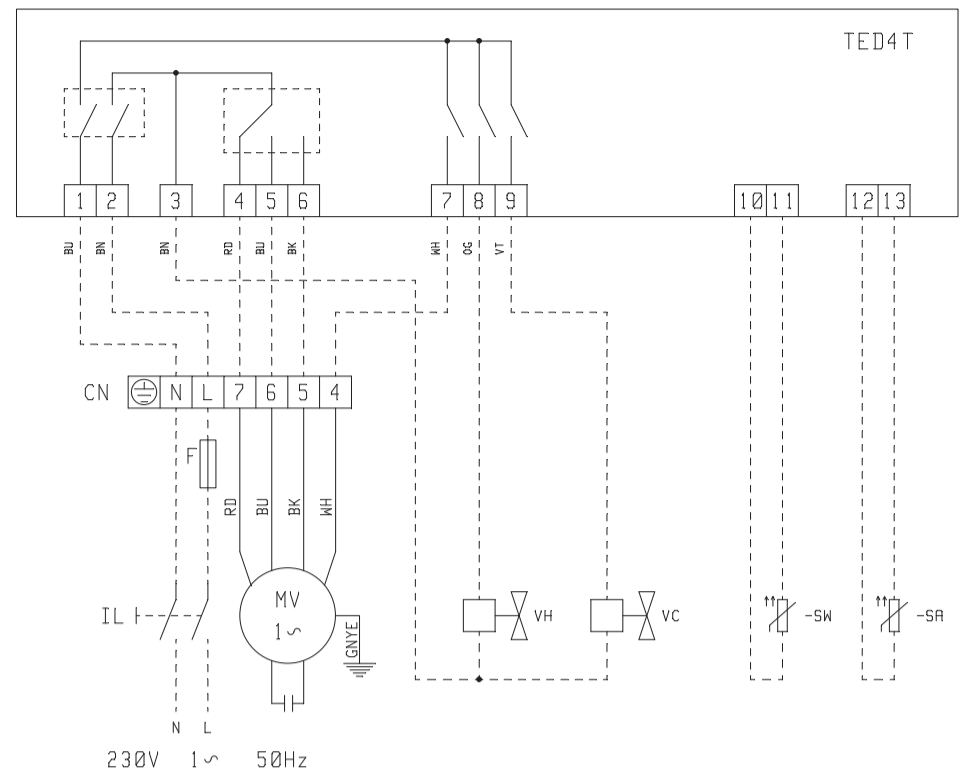 TED4T
1 2 3 4 5 6 7 8 9 10 11 12 13
BU BN BN RD BU BK WH OG VT
CN N L 7 6 5 4
F
RD BU BK WH
IL
MV
1~
GNYE
VH
VC
-SW
-SA
N L
230V 1~ 50Hz